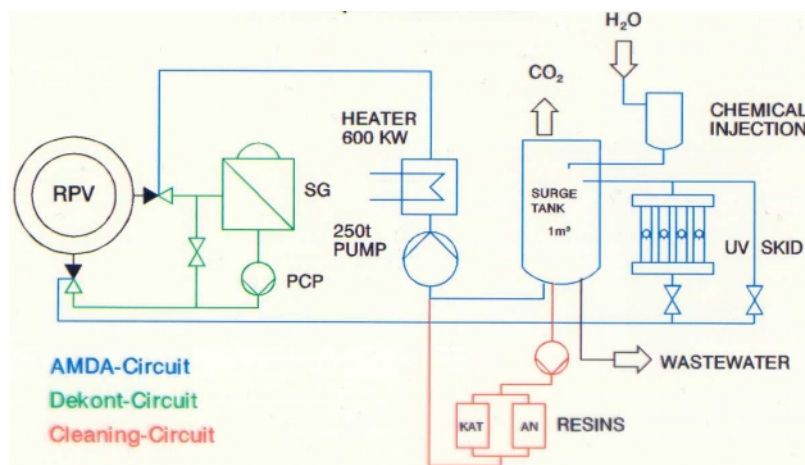 H₂O
CO₂
CHEMICAL
INJECTION
HEATER
600 KW
RPV
SG
SURGE
TANK
1m³
250t
PUMP
UV SKID
PCP
WASTEWATER
AMDA-Circuit
Dekont-Circuit
Cleaning-Circuit
KAT
AN
RESINS